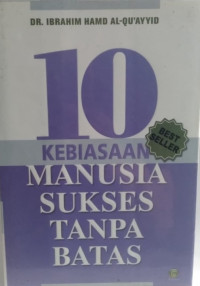 DR. IBRAHIM HAMD AL-QU'AYYID
10
KEBIASAAN
BEST
SELLER
MANUSIA
SUKSES
TANPA
BATAS